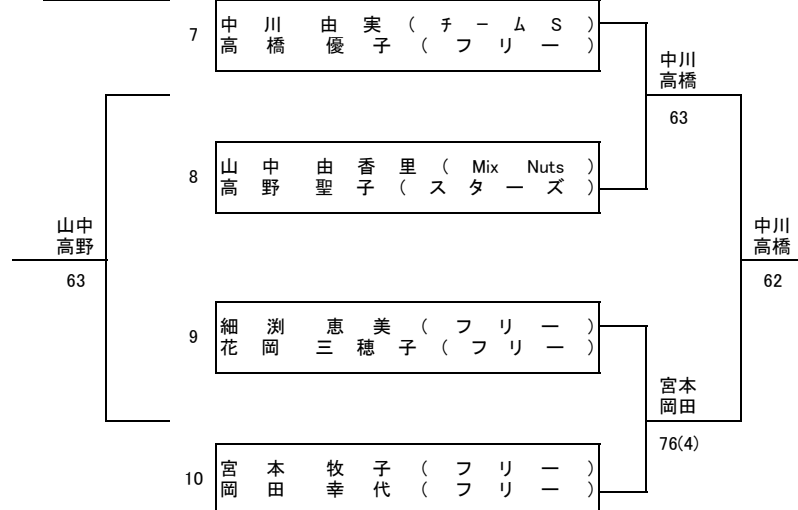 7
中川 由実(チームS)
高橋 優子(フリー)
中川
高橋
63
8
山中 由香里(Mix Nuts)
高野 聖子(スターズ)
山中
高野
63
中川
高橋
62
9
細渕 恵美(フリー)
花岡 三穂子(フリー)
宮本
岡田
76(4)
10
宮本 牧子(フリー)
岡田 幸代(フリー)